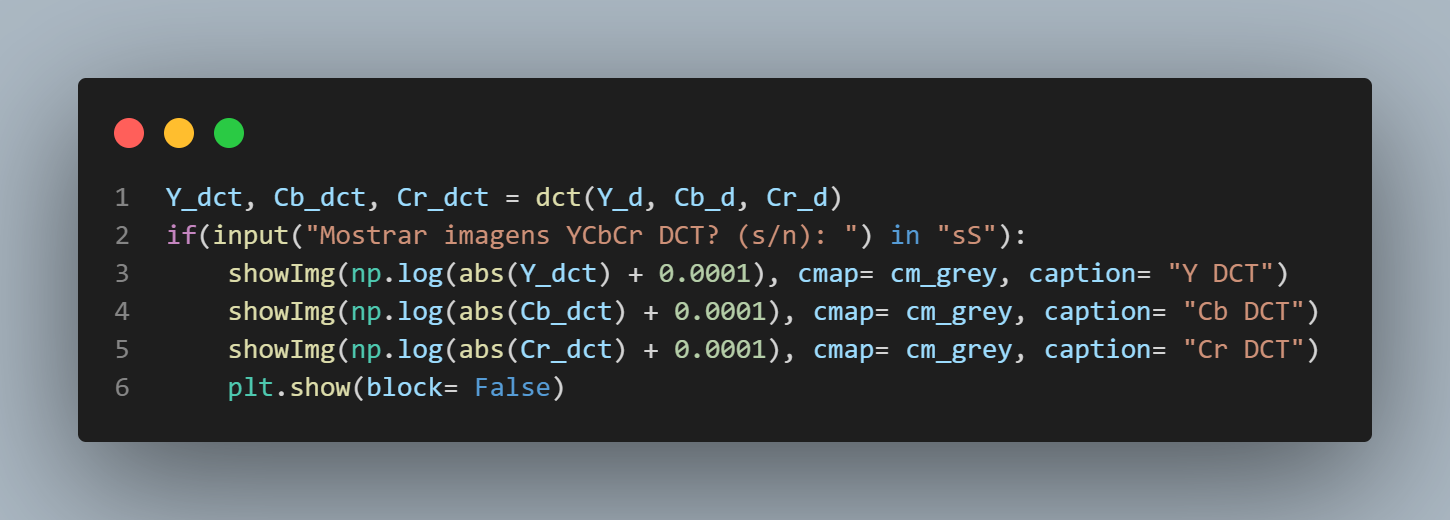 1 Y_dct, Cb_dct, Cr_dct = dct(Y_d, Cb_d, Cr_d)
2 if(input("Mostrar imagens YCbCr DCT? (s/n): ") in "sS"):
3     showImg(np.log(abs(Y_dct) + 0.0001), cmap= cm_grey, caption= "Y DCT")
4     showImg(np.log(abs(Cb_dct) + 0.0001), cmap= cm_grey, caption= "Cb DCT")
5     showImg(np.log(abs(Cr_dct) + 0.0001), cmap= cm_grey, caption= "Cr DCT")
6     plt.show(block= False)